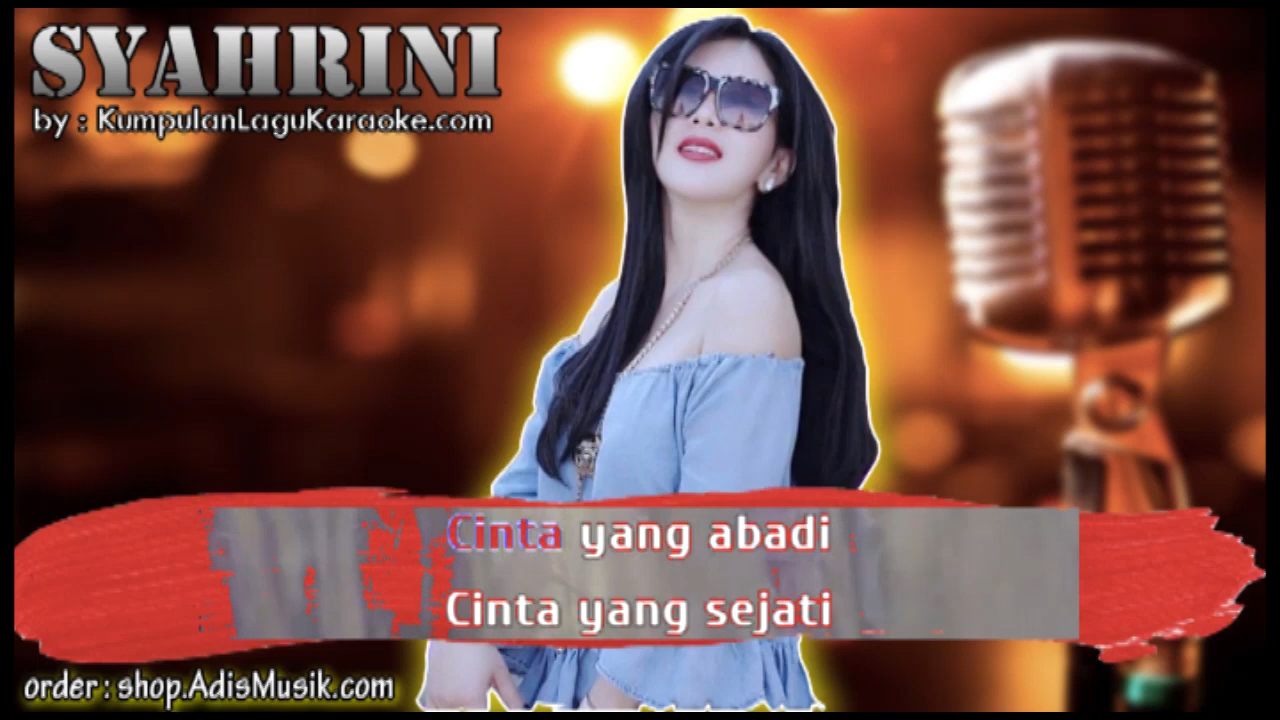 SYAHRINI
by : KumpulanLaguKaraoke.com
Cinta yang abadi
Cinta yang sejati
order : shop.AdisMusik.com